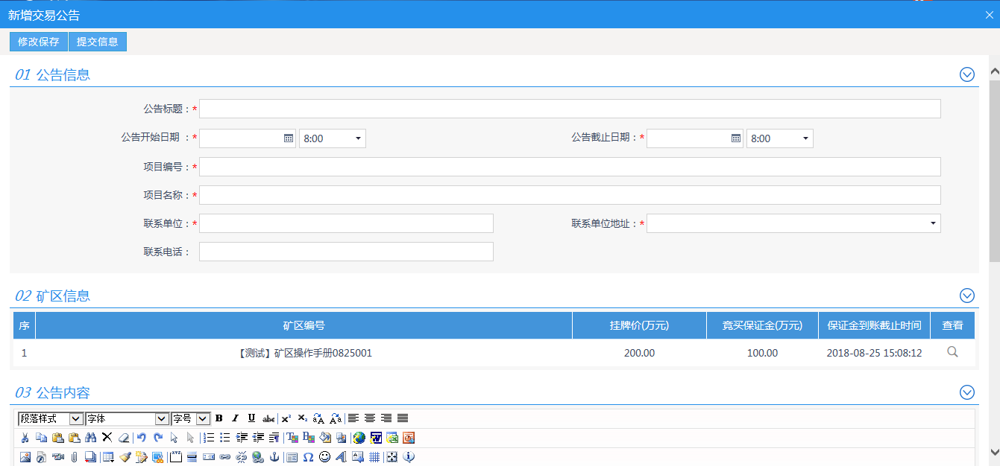 新增交易公告
修改保存 提交信息
01 公告信息
公告标题：*
公告开始日期 ：* 8:00 公告截止日期：* 8:00
项目编号：*
项目名称：*
联系单位：* 联系单位地址：*
联系电话：
02 矿区信息
序 矿区编号 挂牌价(万元) 竟买保证金(万元) 保证金到账截止时间 查看
1 【测试】矿区操作手册0825001 200.00 100.00 2018-08-25 15:08:12
03 公告内容
段落样式 字体 字号 B I U abc